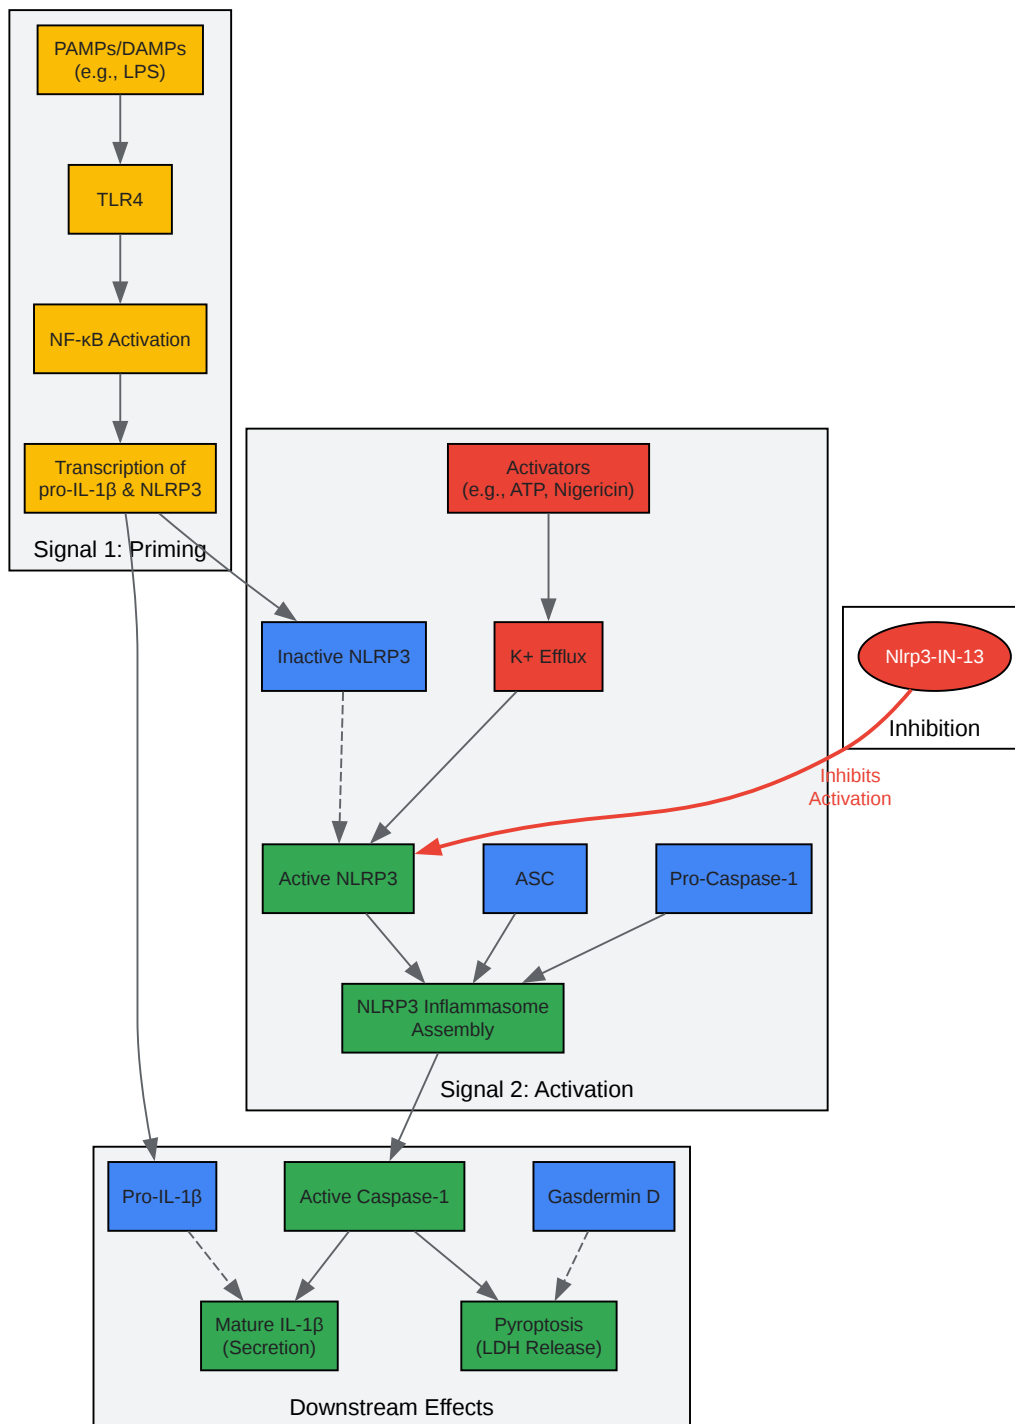 PAMPs/DAMPs
(e.g., LPS)
TLR4
NF-κB Activation
Transcription of
pro-IL-1β & NLRP3
Signal 1: Priming
Activators
(e.g., ATP, Nigericin)
Inactive NLRP3
K+ Efflux
Nlrp3-IN-13
Inhibition
Inhibits
Activation
Active NLRP3
ASC
Pro-Caspase-1
NLRP3 Inflammasome
Assembly
Signal 2: Activation
Pro-IL-1β
Active Caspase-1
Gasdermin D
Mature IL-1β
(Secretion)
Pyroptosis
(LDH Release)
Downstream Effects